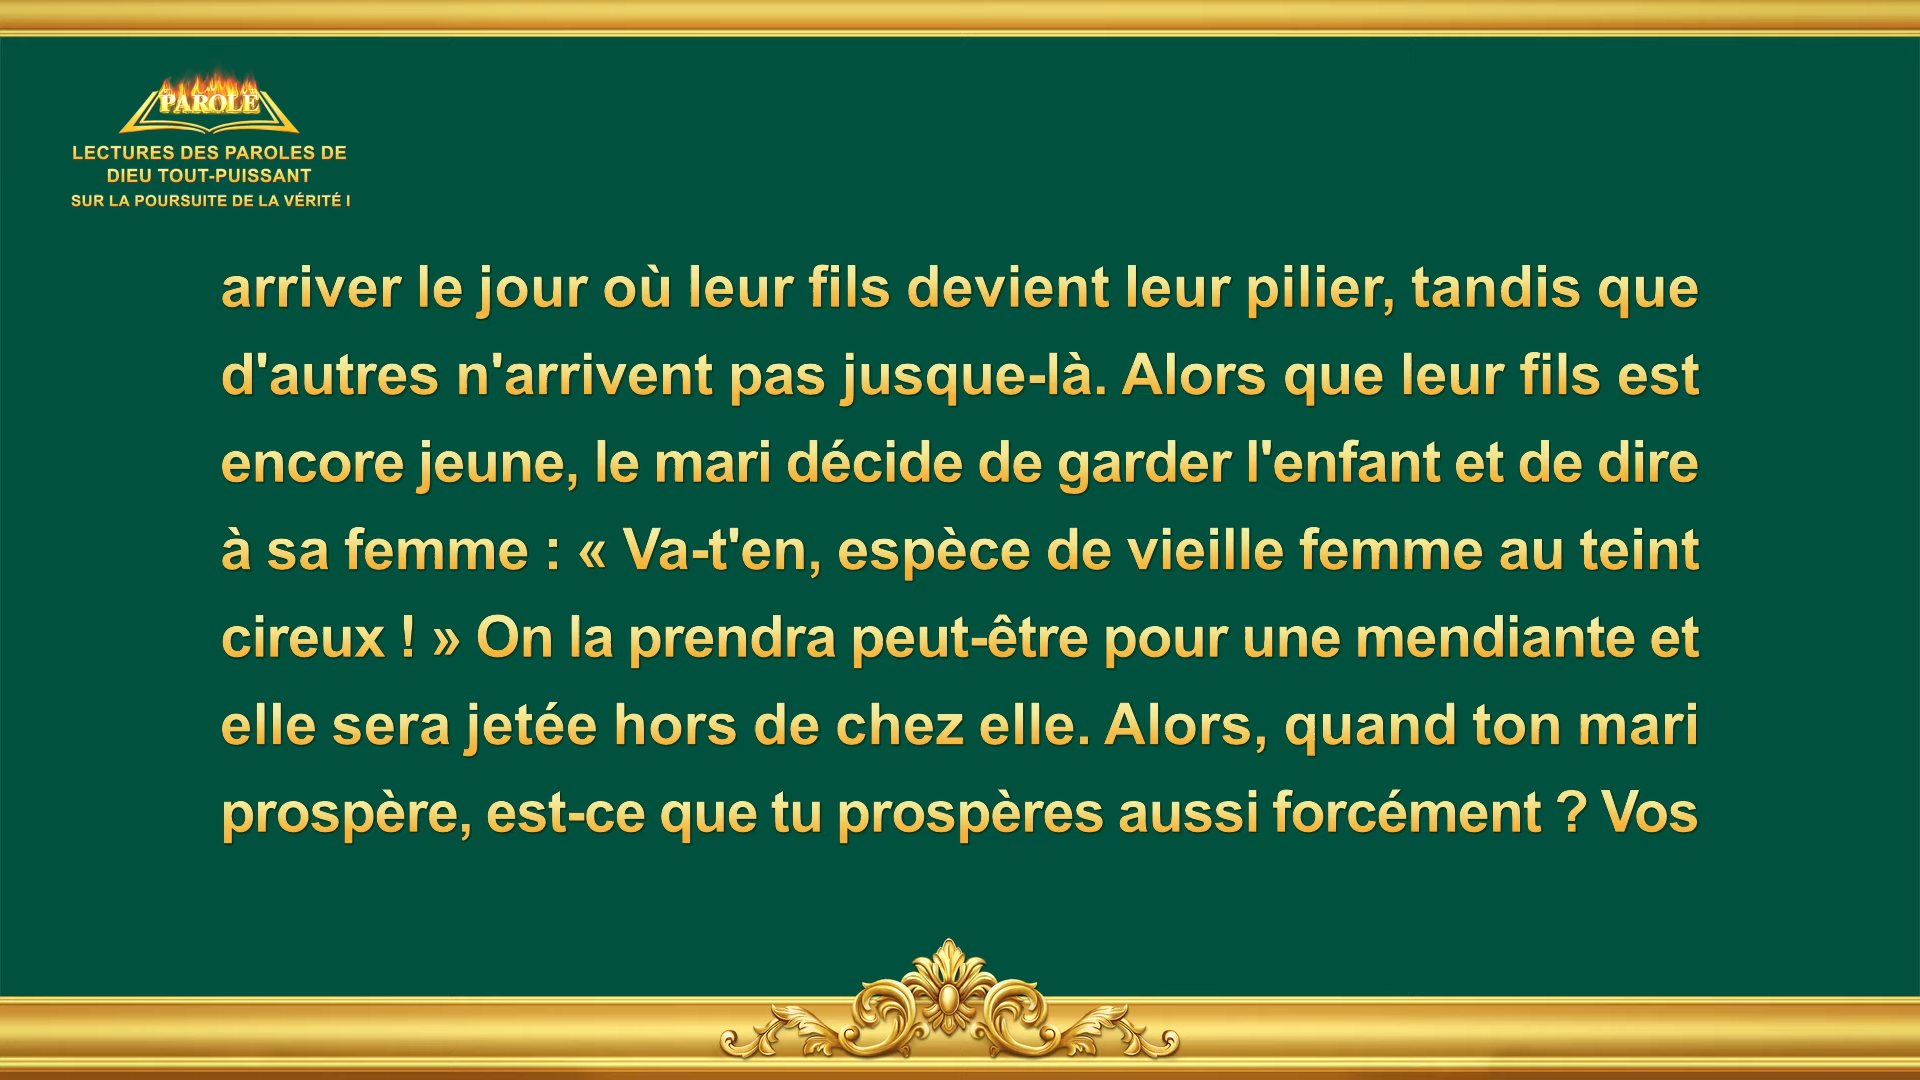 PAROLE
LECTURES DES PAROLES DE
DIEU TOUT-PUISSANT
SUR LA POURSUITE DE LA VÉRITÉ I
arriver le jour où leur fils devient leur pilier, tandis que
d'autres n'arrivent pas jusque-là. Alors que leur fils est
encore jeune, le mari décide de garder l'enfant et de dire
à sa femme : « Va-t'en, espèce de vieille femme au teint
cireux ! » On la prendra peut-être pour une mendiante et
elle sera jetée hors de chez elle. Alors, quand ton mari
prospère, est-ce que tu prospères aussi forcément ? Vos